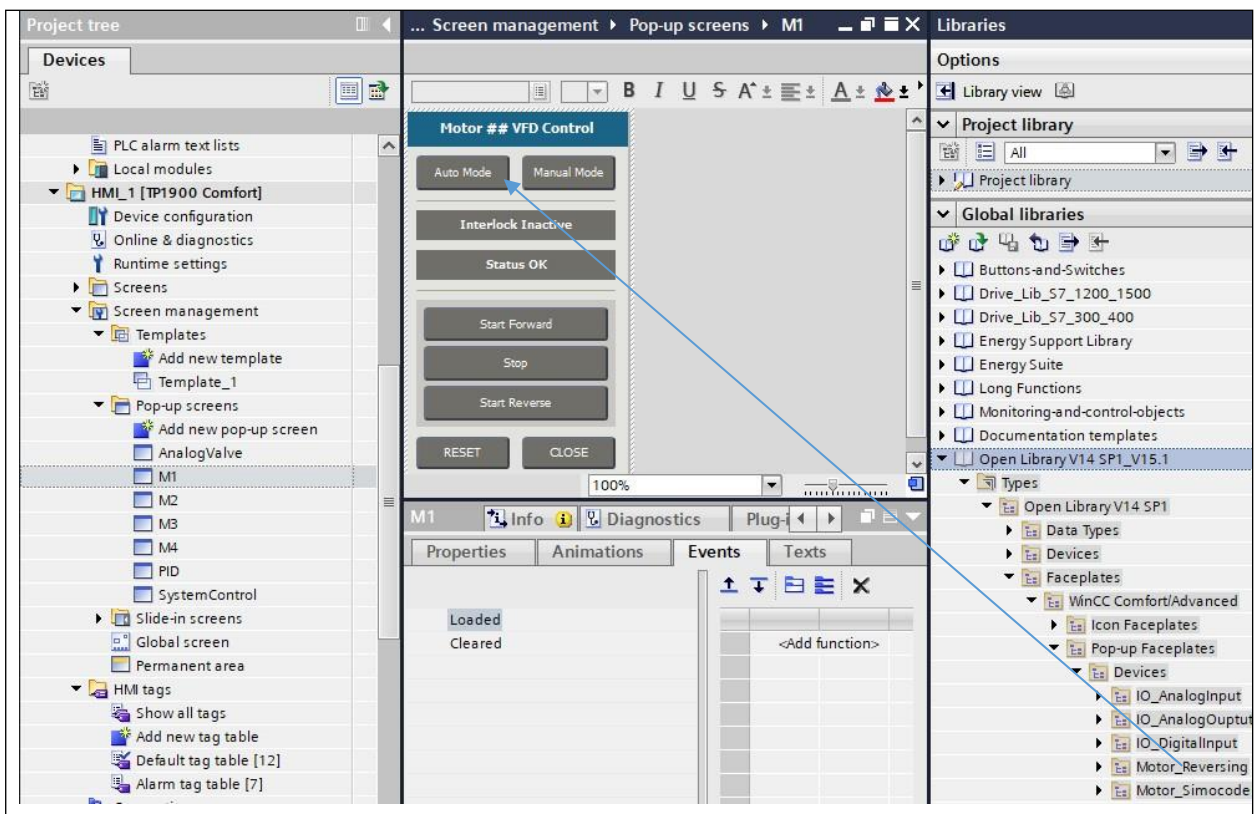 Project tree
Devices
PLC alarm text lists
Local modules
HMI_1 [TP1900 Comfort]
Device configuration
Online & diagnostics
Runtime settings
Screens
Screen management
Templates
Add new template
Template_1
Pop-up screens
Add new pop-up screen
AnalogValve
M1
M2
M3
M4
PID
SystemControl
Slide-in screens
Global screen
Permanent area
HMI tags
Show all tags
Add new tag table
Default tag table [12]
Alarm tag table [7]
... Screen management Pop-up screens M1
B I U S A A
Motor ## VFD Control
Auto Mode Manual Mode
Interlock Inactive
Status OK
Start Forward
Stop
Start Reverse
RESET CLOSE
100%
M1 Info Diagnostics Plug-i
Properties Animations Events Texts
Loaded
Cleared <Add function>
Libraries
Options
Library view
Project library
All
Project library
Global libraries
Buttons-and-Switches
Drive_Lib_S7_1200_1500
Drive_Lib_S7_300_400
Energy Support Library
Energy Suite
Long Functions
Monitoring-and-control-objects
Documentation templates
Open Library V14 SP1_V15.1
Types
Open Library V14 SP1
Data Types
Devices
Faceplates
WinCC Comfort/Advanced
Icon Faceplates
Pop-up Faceplates
Devices
IO_AnalogInput
IO_AnalogOuptut
IO_DigitalInput
Motor_Reversing
Motor_Simocode